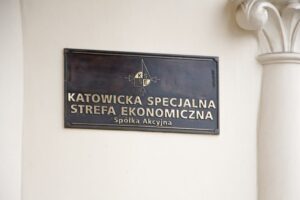 KATOWICKA SPECJALNA
STREFA EKONOMICZNA
Spółka Akcyjna